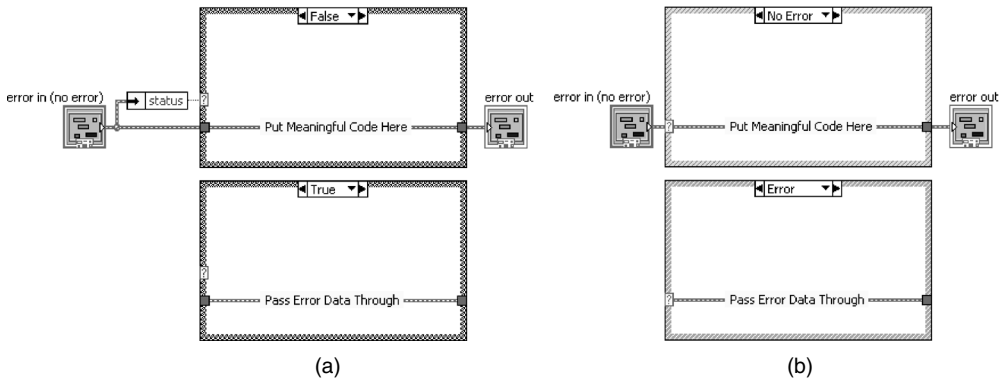 False
No Error
error in (no error)
status
?
error out
error in (no error)
error out
Put Meaningful Code Here
?
Put Meaningful Code Here
True
Error
?
Pass Error Data Through
?
Pass Error Data Through
(a)
(b)